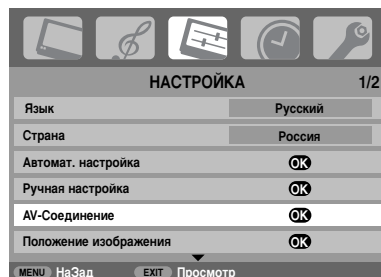 НАСТРОЙКА 1/2
Язык Русский
Страна Россия
Автомат. настройка OK
Ручная настройка OK
AV-Соединение OK
Положение изображения OK
MENU НаЗад EXIT Просмотр